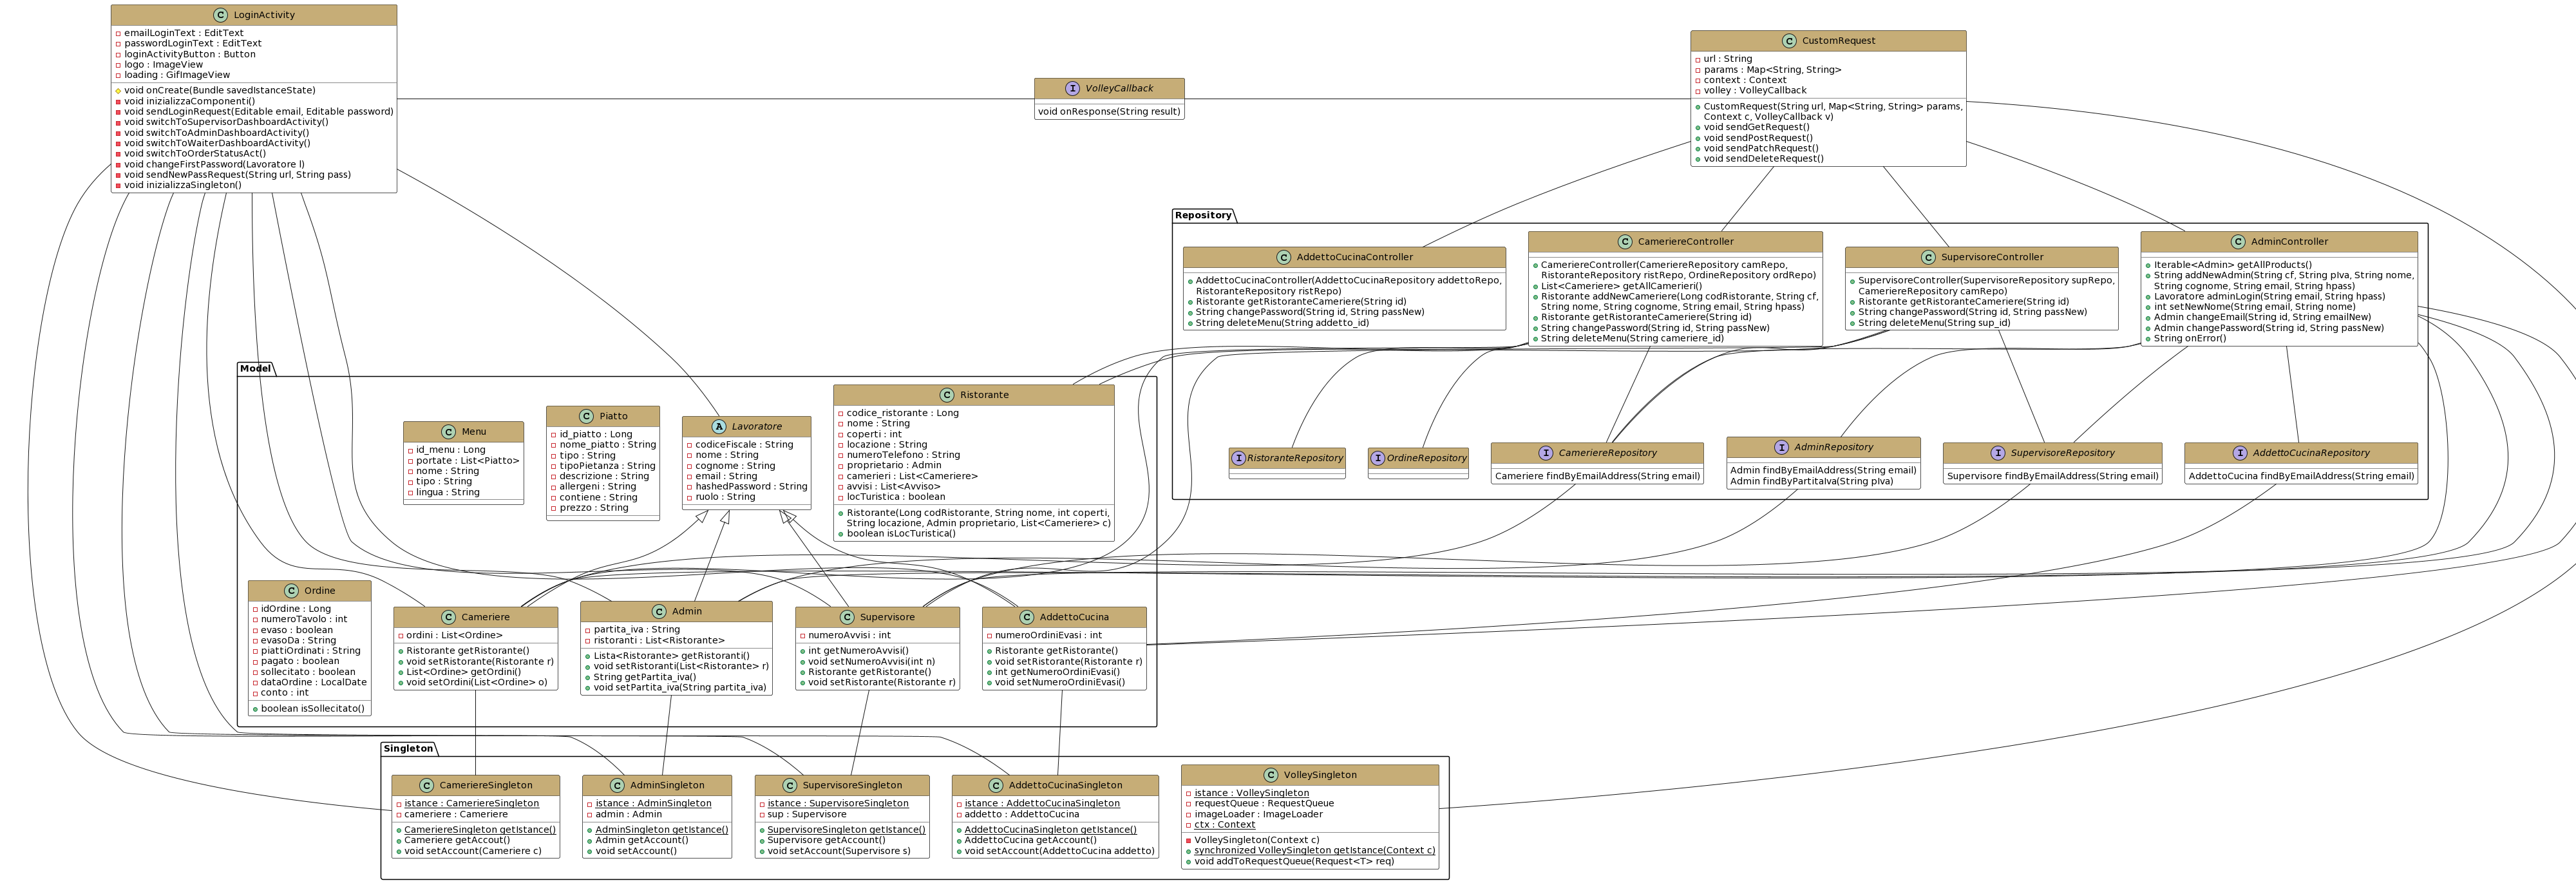 LoginActivity
emailLoginText : EditText
passwordLoginText : EditText
loginActivityButton : Button
logo : ImageView
loading : GifImageView
void onCreate(Bundle savedIstanceState)
void inizializzaComponenti()
void sendLoginRequest(Editable email, Editable password)
void switchToSupervisorDashboardActivity()
void switchToAdminDashboardActivity()
void switchToWaiterDashboardActivity()
void switchToOrderStatusAct()
void changeFirstPassword(Lavoratore l)
void sendNewPassRequest(String url, String pass)
void inizializzaSingleton()
VolleyCallback
void onResponse(String result)
CustomRequest
url : String
params : Map<String, String>
context : Context
volley : VolleyCallback
CustomRequest(String url, Map<String, String> params,
Context c, VolleyCallback v)
void sendGetRequest()
void sendPostRequest()
void sendPatchRequest()
void sendDeleteRequest()
Repository
AddettoCucinaController
AddettoCucinaController(AddettoCucinaRepository addettoRepo,
RistoranteRepository ristRepo)
Ristorante getRistoranteCameriere(String id)
String changePassword(String id, String passNew)
String deleteMenu(String addetto_id)
CameriereController
CameriereController(CameriereRepository camRepo,
RistoranteRepository ristRepo, OrdineRepository ordRepo)
List<Cameriere> getAllCamerieri()
Ristorante addNewCameriere(Long codRistorante, String cf,
String nome, String cognome, String email, String hpass)
Ristorante getRistoranteCameriere(String id)
String changePassword(String id, String passNew)
String deleteMenu(String cameriere_id)
SupervisoreController
SupervisoreController(SupervisoreRepository supRepo,
CameriereRepository camRepo)
Ristorante getRistoranteCameriere(String id)
String changePassword(String id, String passNew)
String deleteMenu(String sup_id)
AdminController
Iterable<Admin> getAllProducts()
String addNewAdmin(String cf, String pIva, String nome,
String cognome, String email, String hpass)
Lavoratore adminLogin(String email, String hpass)
int setNewNome(String email, String nome)
Admin changeEmail(String id, String emailNew)
Admin changePassword(String id, String passNew)
String onError()
RistoranteRepository
OrdineRepository
CameriereRepository
Cameriere findByEmailAddress(String email)
AdminRepository
Admin findByEmailAddress(String email)
Admin findByPartitaIva(String pIva)
SupervisoreRepository
Supervisore findByEmailAddress(String email)
AddettoCucinaRepository
AddettoCucina findByEmailAddress(String email)
Model
Menu
id_menu : Long
portate : List<Piatto>
nome : String
tipo : String
lingua : String
Piatto
id_piatto : Long
nome_piatto : String
tipo : String
tipoPietanza : String
descrizione : String
allergeni : String
contiene : String
prezzo : String
Lavoratore
codiceFiscale : String
nome : String
cognome : String
email : String
hashedPassword : String
ruolo : String
Ristorante
codice_ristorante : Long
nome : String
coperti : int
locazione : String
numeroTelefono : String
proprietario : Admin
camerieri : List<Cameriere>
avvisi : List<Avviso>
locTuristica : boolean
Ristorante(Long codRistorante, String nome, int coperti,
String locazione, Admin proprietario, List<Cameriere> c)
boolean isLocTuristica()
Ordine
idOrdine : Long
numeroTavolo : int
evaso : boolean
evasoDa : String
piattiOrdinati : String
pagato : boolean
sollecitato : boolean
dataOrdine : LocalDate
conto : int
boolean isSollecitato()
Cameriere
ordini : List<Ordine>
Ristorante getRistorante()
void setRistorante(Ristorante r)
List<Ordine> getOrdini()
void setOrdini(List<Ordine> o)
Admin
partita_iva : String
ristoranti : List<Ristorante>
Lista<Ristorante> getRistoranti()
void setRistoranti(List<Ristorante> r)
String getPartita_iva()
void setPartita_iva(String partita_iva)
Supervisore
numeroAvvisi : int
int getNumeroAvvisi()
void setNumeroAvvisi(int n)
Ristorante getRistorante()
void setRistorante(Ristorante r)
AddettoCucina
numeroOrdiniEvasi : int
Ristorante getRistorante()
void setRistorante(Ristorante r)
int getNumeroOrdiniEvasi()
void setNumeroOrdiniEvasi()
Singleton
CameriereSingleton
istance : CameriereSingleton
cameriere : Cameriere
CameriereSingleton getIstance()
Cameriere getAccout()
void setAccount(Cameriere c)
AdminSingleton
istance : AdminSingleton
admin : Admin
AdminSingleton getIstance()
Admin getAccount()
void setAccount()
SupervisoreSingleton
istance : SupervisoreSingleton
sup : Supervisore
SupervisoreSingleton getIstance()
Supervisore getAccount()
void setAccount(Supervisore s)
AddettoCucinaSingleton
istance : AddettoCucinaSingleton
addetto : AddettoCucina
AddettoCucinaSingleton getIstance()
AddettoCucina getAccount()
void setAccount(AddettoCucina addetto)
VolleySingleton
istance : VolleySingleton
requestQueue : RequestQueue
imageLoader : ImageLoader
ctx : Context
VolleySingleton(Context c)
synchronized VolleySingleton getIstance(Context c)
void addToRequestQueue(Request<T> req)